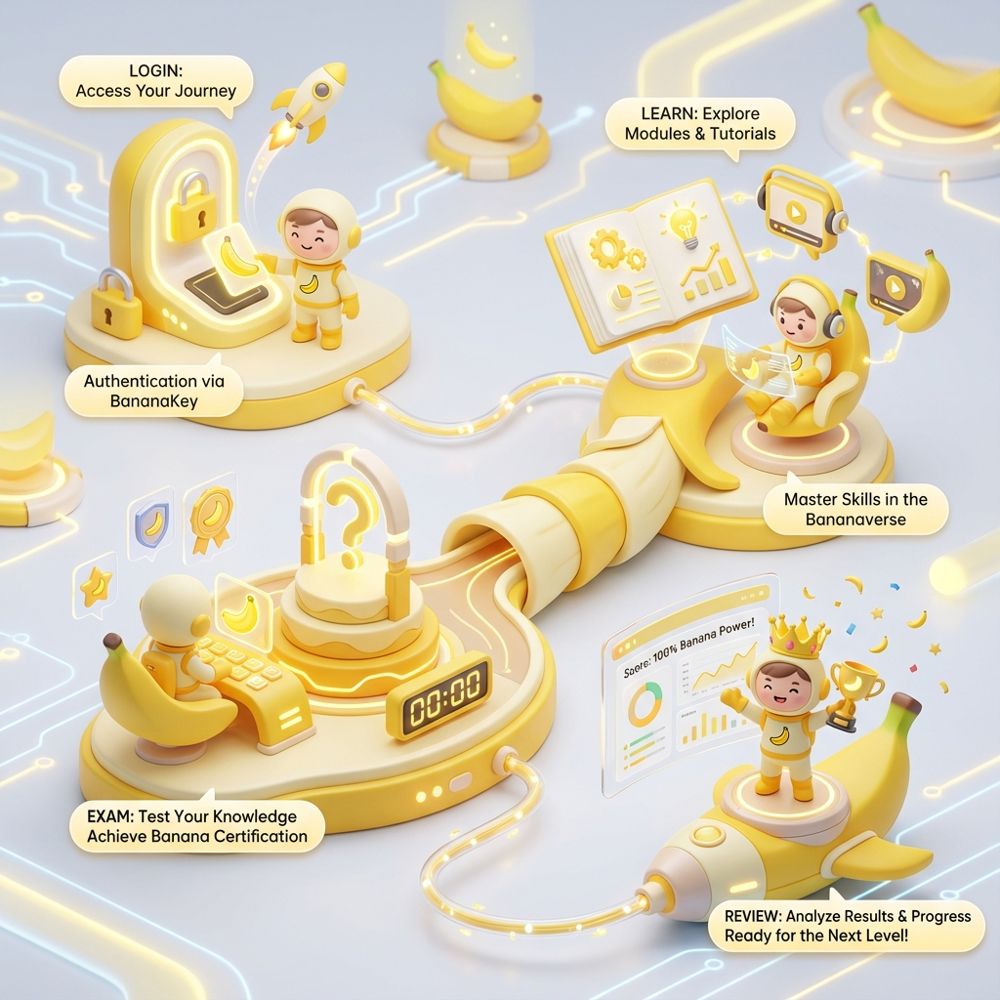 LOGIN:
Access Your Journey
LEARN: Explore
Modules & Tutorials
Authentication via
BananaKey
Master Skills in the
Bananaverse
Score: 100% Banana Power!
00:00
EXAM: Test Your Knowledge
Achieve Banana Certification
REVIEW: Analyze Results & Progress
Ready for the Next Level!